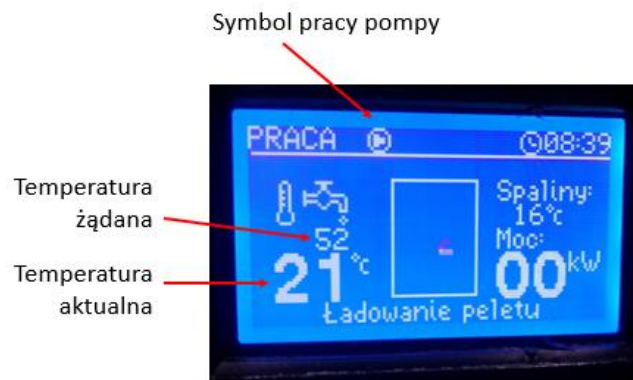 Symbol pracy pompy
PRACA 08:39
Temperatura
żądana
Temperatura
aktualna
52
21°C
Spaliny:
16°C
Moc:
00kW
Ładowanie peletu